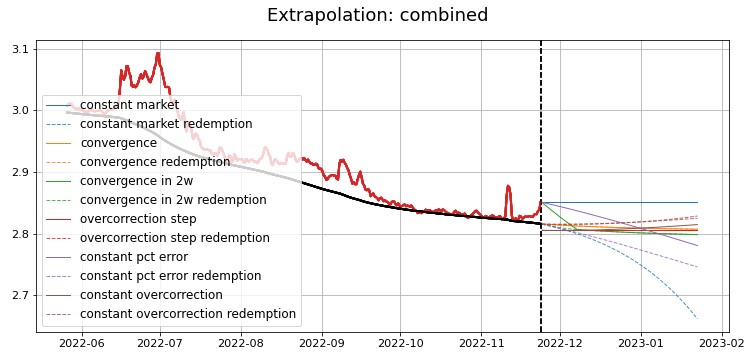 Extrapolation: combined
3.1
3.0
2.9
2.8
2.7
constant market
constant market redemption
convergence
convergence redemption
convergence in 2w
convergence in 2w redemption
overcorrection step
overcorrection step redemption
constant pct error
constant pct error redemption
constant overcorrection
constant overcorrection redemption
2022-06 2022-07 2022-08 2022-09 2022-10 2022-11 2022-12 2023-01 2023-02